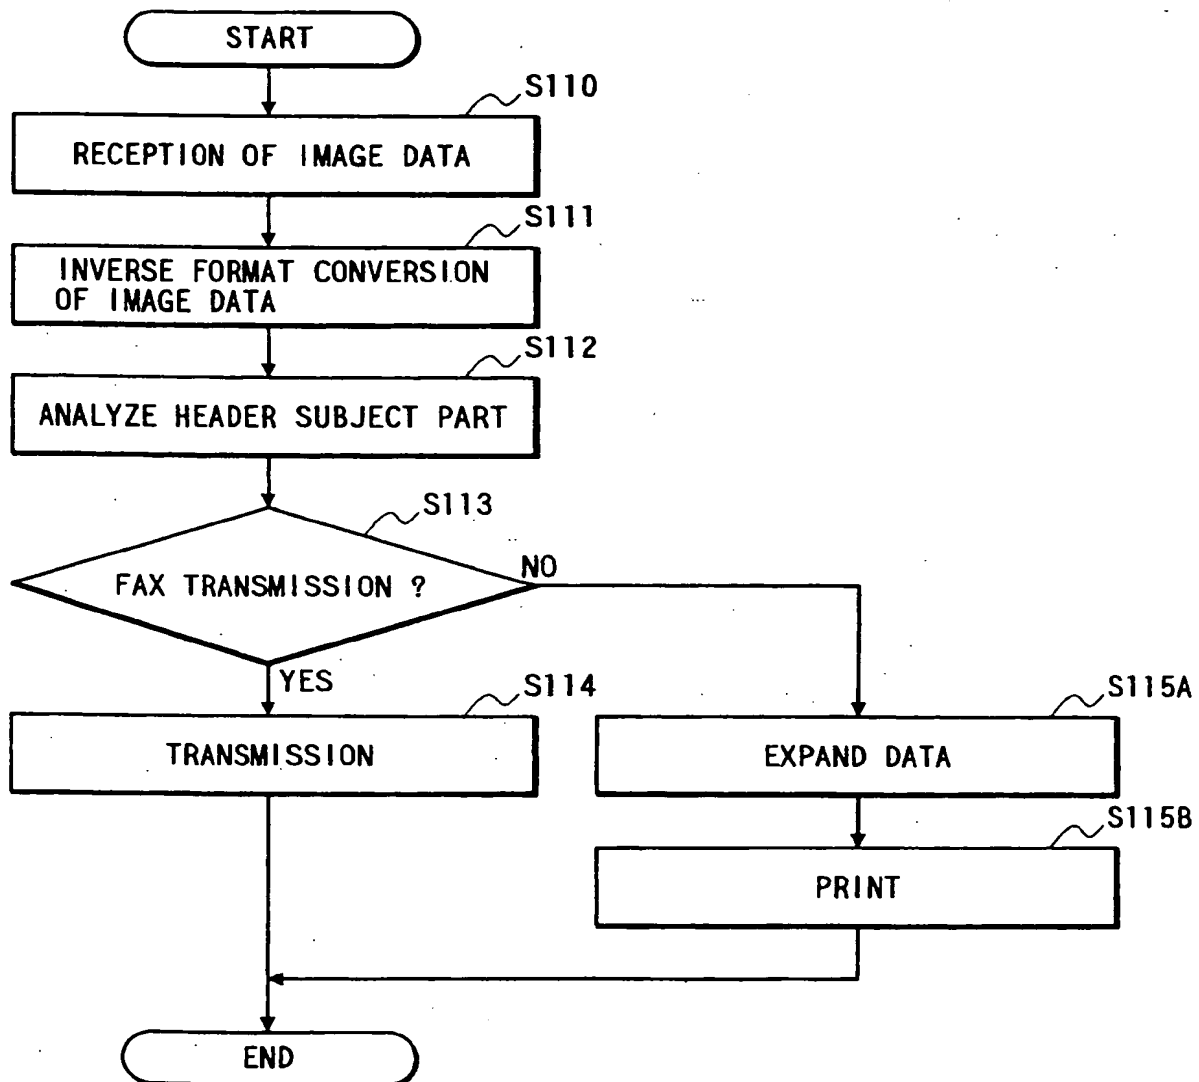 START
S110
RECEPTION OF IMAGE DATA
S111
INVERSE FORMAT CONVERSION
OF IMAGE DATA
S112
ANALYZE HEADER SUBJECT PART
S113
FAX TRANSMISSION ?
NO
YES
S114
TRANSMISSION
S115A
EXPAND DATA
S115B
PRINT
END